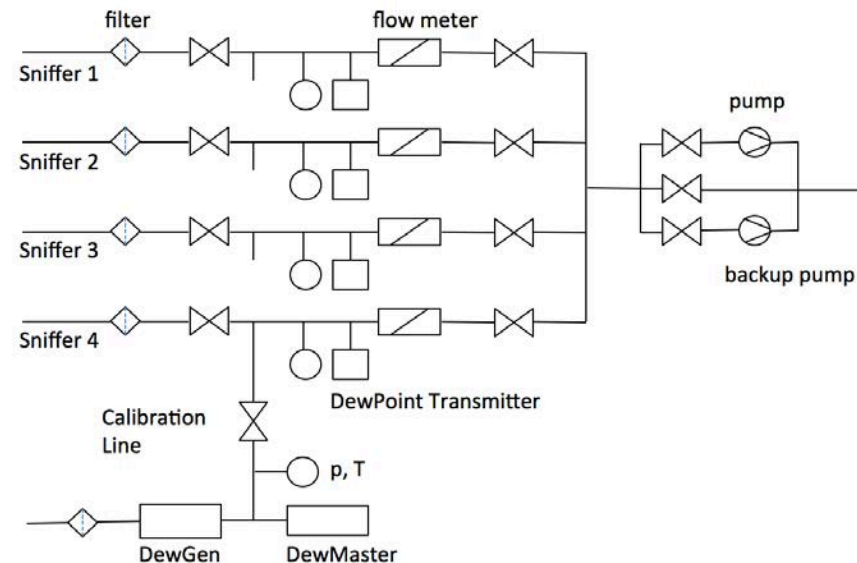 filter
flow meter
Sniffer 1
pump
Sniffer 2
Sniffer 3
backup pump
Sniffer 4
DewPoint Transmitter
Calibration
Line
p, T
DewGen
DewMaster